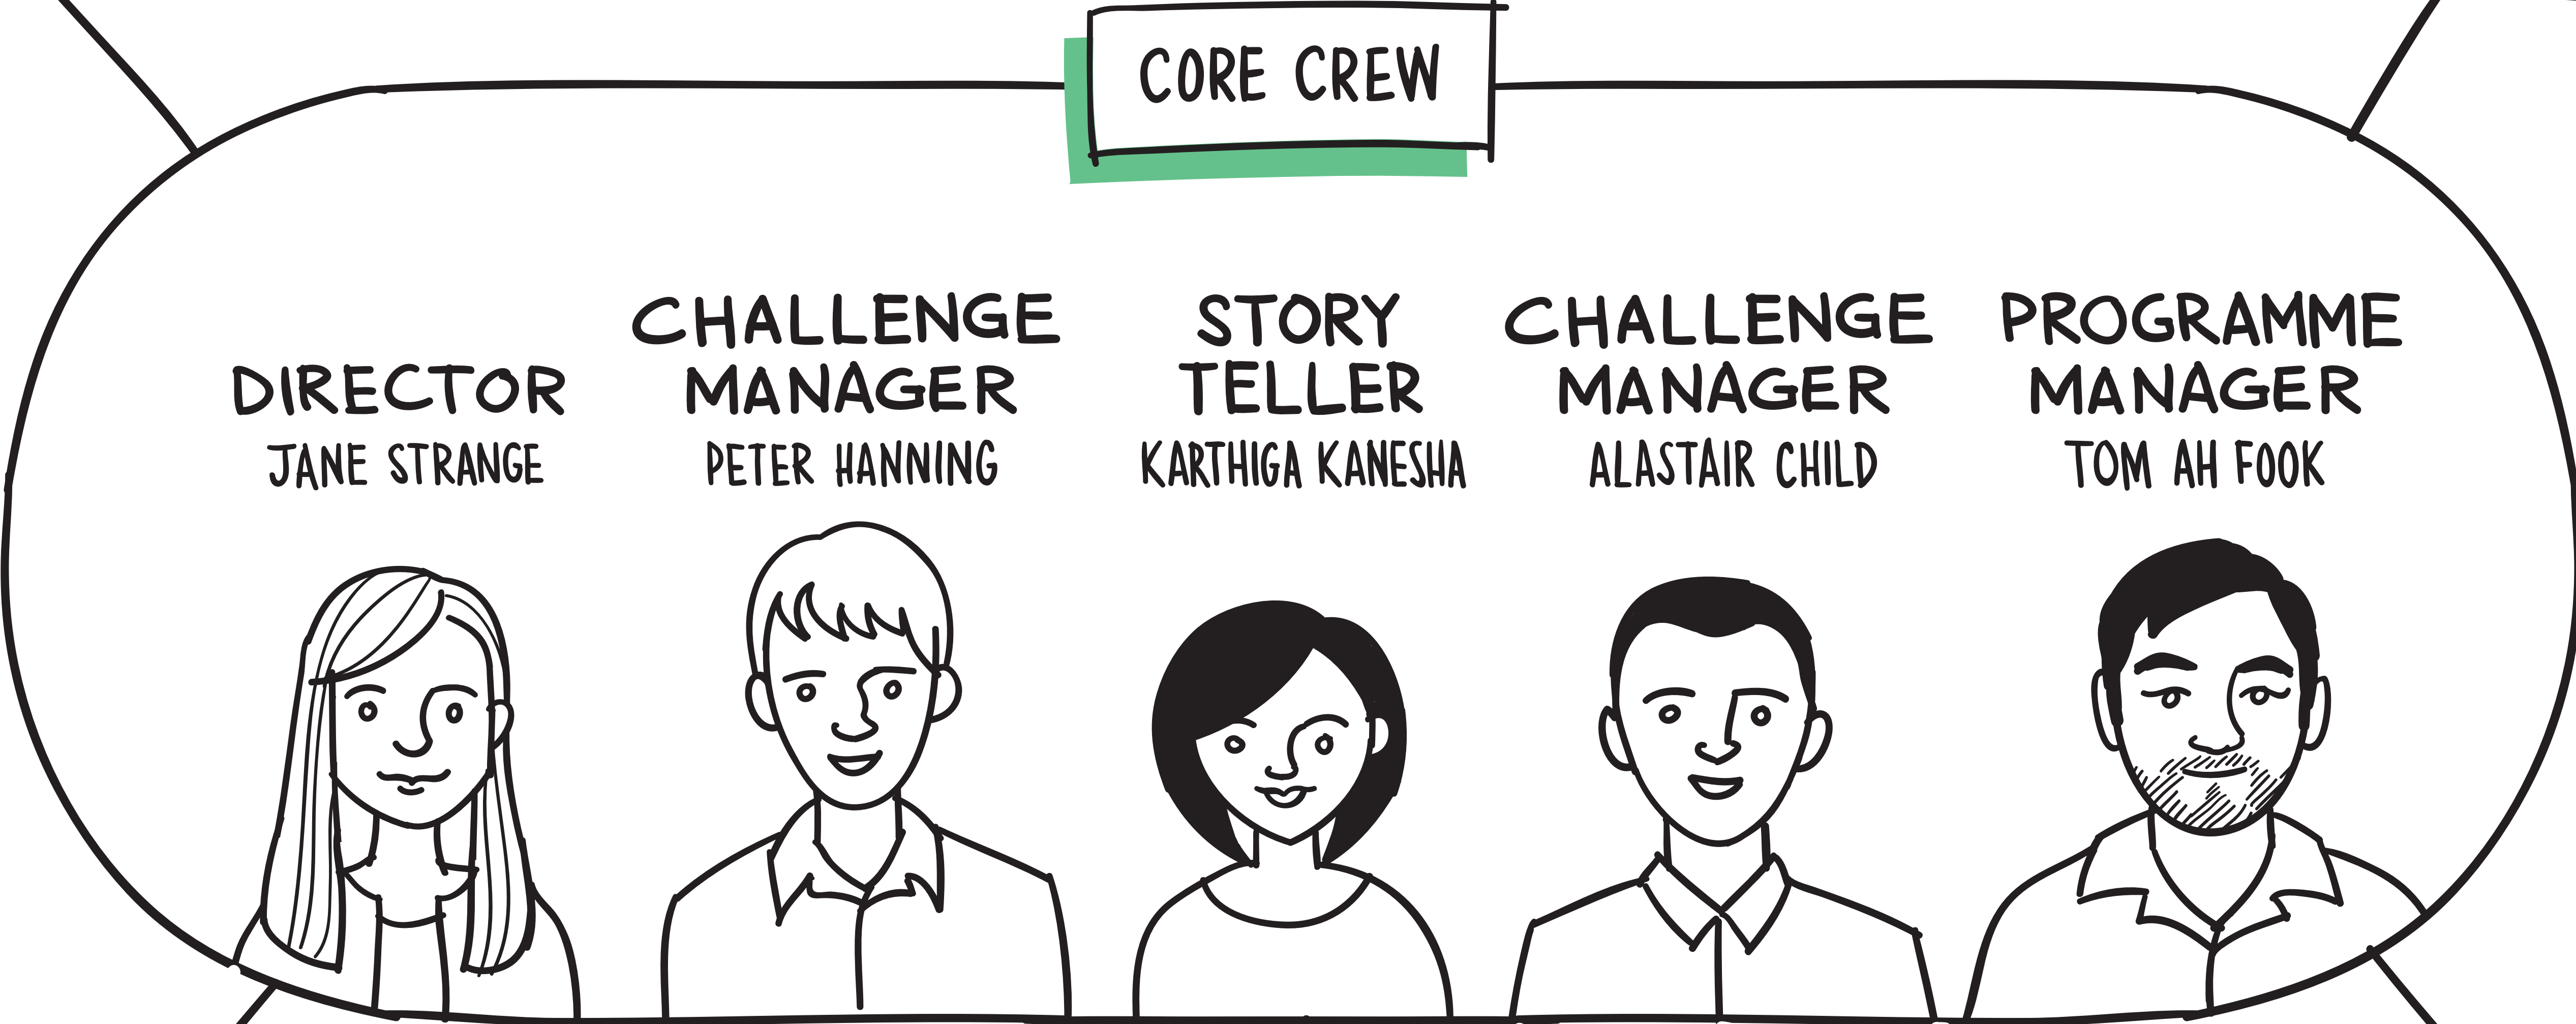 CORE CREW
DIRECTOR
JANE STRANGE
CHALLENGE
MANAGER
PETER HANNING
STORY
TELLER
KARTHIGA KANESHA
CHALLENGE
MANAGER
ALASTAIR CHILD
PROGRAMME
MANAGER
TOM AH FOOK